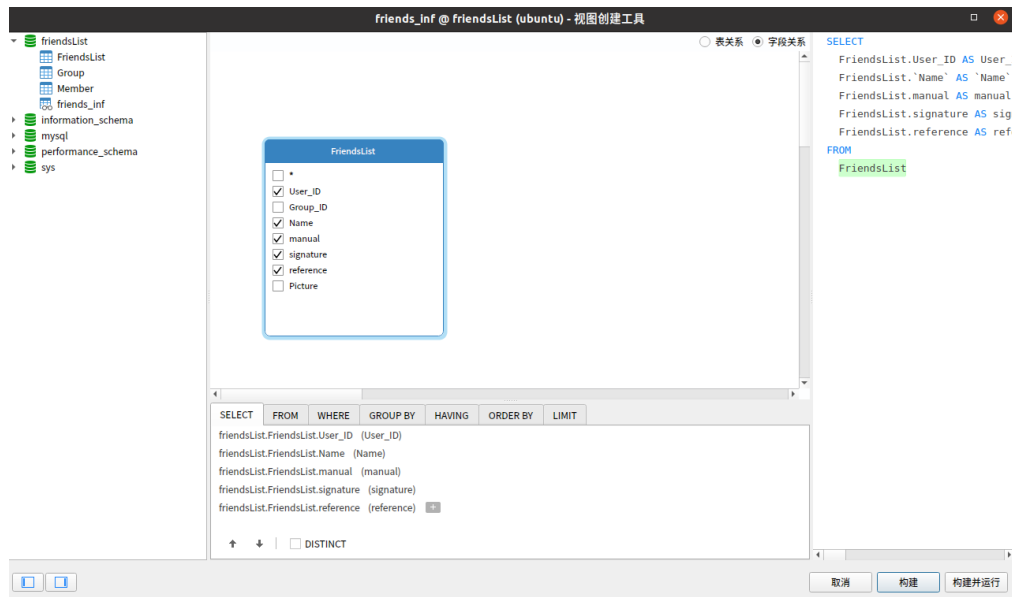 friends_inf @ friendsList (ubuntu) - 视图创建工具
friendsList
FriendsList
Group
Member
friends_inf
information_schema
mysql
performance_schema
sys
表关系 字段关系
FriendsList
*
User_ID
Group_ID
Name
manual
signature
reference
Picture
SELECT FROM WHERE GROUP BY HAVING ORDER BY LIMIT
friendsList.FriendsList.User_ID (User_ID)
friendsList.FriendsList.Name (Name)
friendsList.FriendsList.manual (manual)
friendsList.FriendsList.signature (signature)
friendsList.FriendsList.reference (reference) +
DISTINCT
SELECT
FriendsList.User_ID AS User_
FriendsList.`Name` AS `Name`
FriendsList.manual AS manual
FriendsList.signature AS sig
FriendsList.reference AS ref
FROM
FriendsList
取消 构建 构建并运行